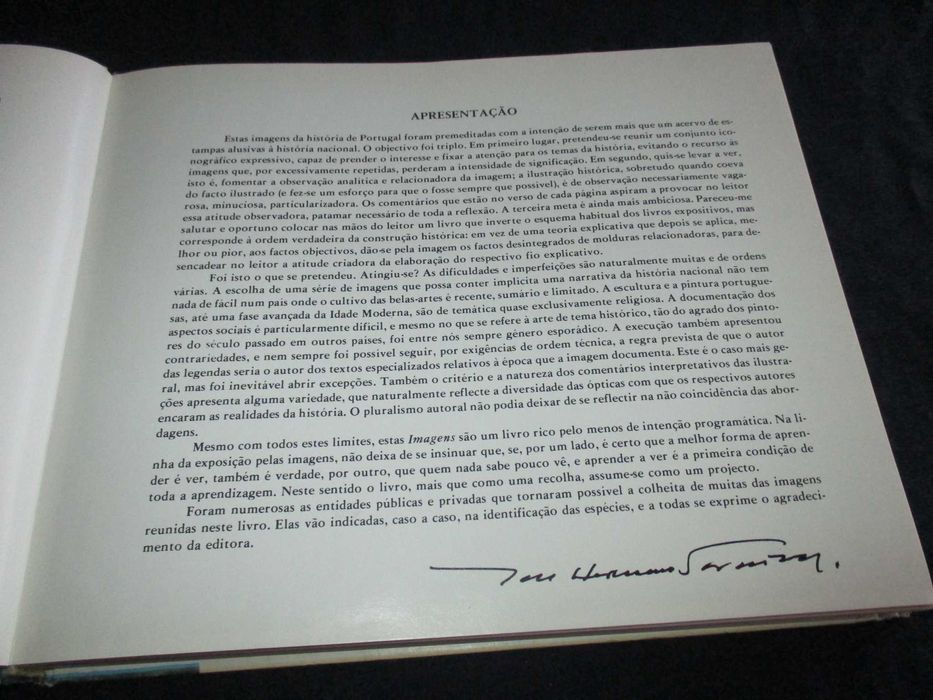 APRESENTAÇÃO
Estas imagens da história de Portugal foram premeditadas com a intenção de serem mais que um acervo de es-
tampas alusivas à história nacional. O objectivo foi triplo. Em primeiro lugar, pretendeu-se reunir um conjunto ico-
nográfico expressivo, capaz de prender o interesse e fixar a atenção para os temas da história, evitando o recurso às
imagens que, por excessivamente repetidas, perderam a intensidade de significação. Em segundo, quis-se levar a ver,
isto é, fomentar a observação analítica e relacionadora da imagem; a ilustração histórica, sobretudo quando coeva
do facto ilustrado (e fez-se um esforço para que o fosse sempre que possível), é de observação necessariamente vaga-
rosa, minuciosa, particularizadora. Os comentários que estão no verso de cada página aspiram a provocar no leitor
essa atitude observadora, patamar necessário de toda a reflexão. A terceira meta é ainda mais ambiciosa. Pareceu-me
salutar e oportuno colocar nas mãos do leitor um livro que inverte o esquema habitual dos livros expositivos, mas
corresponde à ordem verdadeira da construção histórica: em vez de uma teoria explicativa que depois se aplica, me-
lhor ou pior, aos factos objectivos, dão-se pela imagem os factos desintegrados de molduras relacionadoras, para de-
sencadear no leitor a atitude criadora da elaboração do respectivo fio explicativo.
Foi isto o que se pretendeu. Atingiu-se? As dificuldades e imperfeições são naturalmente muitas e de ordens
várias. A escolha de uma série de imagens que possa conter implícita uma narrativa da história nacional não tem
nada de fácil num país onde o cultivo das belas-artes é recente, sumário e limitado. A escultura e a pintura portugue-
sas, até uma fase avançada da Idade Moderna, são de temática quase exclusivamente religiosa. A documentação dos
aspectos sociais é particularmente difícil, e mesmo no que se refere à arte de tema histórico, tão do agrado dos pinto-
res do século passado em outros países, foi entre nós sempre género esporádico. A execução também apresentou
contrariedades, e nem sempre foi possível seguir, por exigências de ordem técnica, a regra prevista de que o autor
das legendas seria o autor dos textos especializados relativos à época que a imagem documenta. Este é o caso mais ge-
ral, mas foi inevitável abrir excepções. Também o critério e a natureza dos comentários interpretativos das ilustra-
ções apresenta alguma variedade, que naturalmente reflecte a diversidade das ópticas com que os respectivos autores
encaram as realidades da história. O pluralismo autoral não podia deixar de se reflectir na não coincidência das abor-
dagens.
Mesmo com todos estes limites, estas Imagens são um livro rico pelo menos de intenção programática. Na li-
nha da exposição pelas imagens, não deixa de se insinuar que, se, por um lado, é certo que a melhor forma de apren-
der é ver, também é verdade, por outro, que quem nada sabe pouco vê, e aprender a ver é a primeira condição de
toda a aprendizagem. Neste sentido o livro, mais que como uma recolha, assume-se como um projecto.
Foram numerosas as entidades públicas e privadas que tornaram possível a colheita de muitas das imagens
reunidas neste livro. Elas vão indicadas, caso a caso, na identificação das espécies, e a todas se exprime o agradeci-
mento da editora.
José Hermano Saraiva.